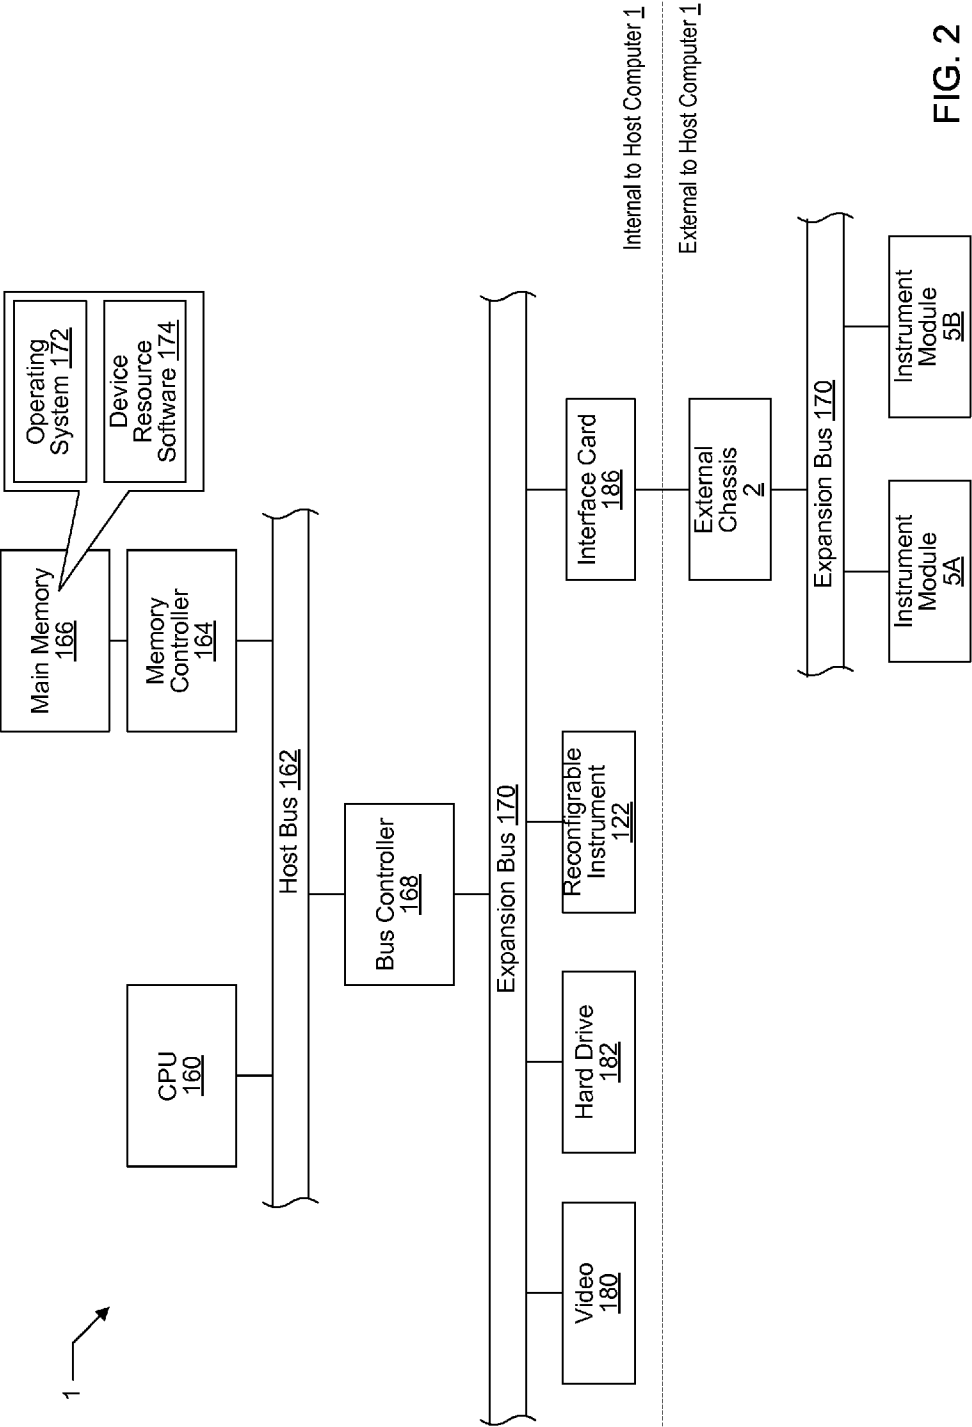 1
Operating
System 172
Device
Resource
Software 174
Main Memory
166
CPU
160
Memory
Controller
164
Host Bus 162
Bus Controller
168
Expansion Bus 170
Video
180
Hard Drive
182
Reconfigrable
Instrument
122
Interface Card
186
Internal to Host Computer 1
External to Host Computer 1
External
Chassis
2
Expansion Bus 170
Instrument
Module
5A
Instrument
Module
5B
FIG. 2